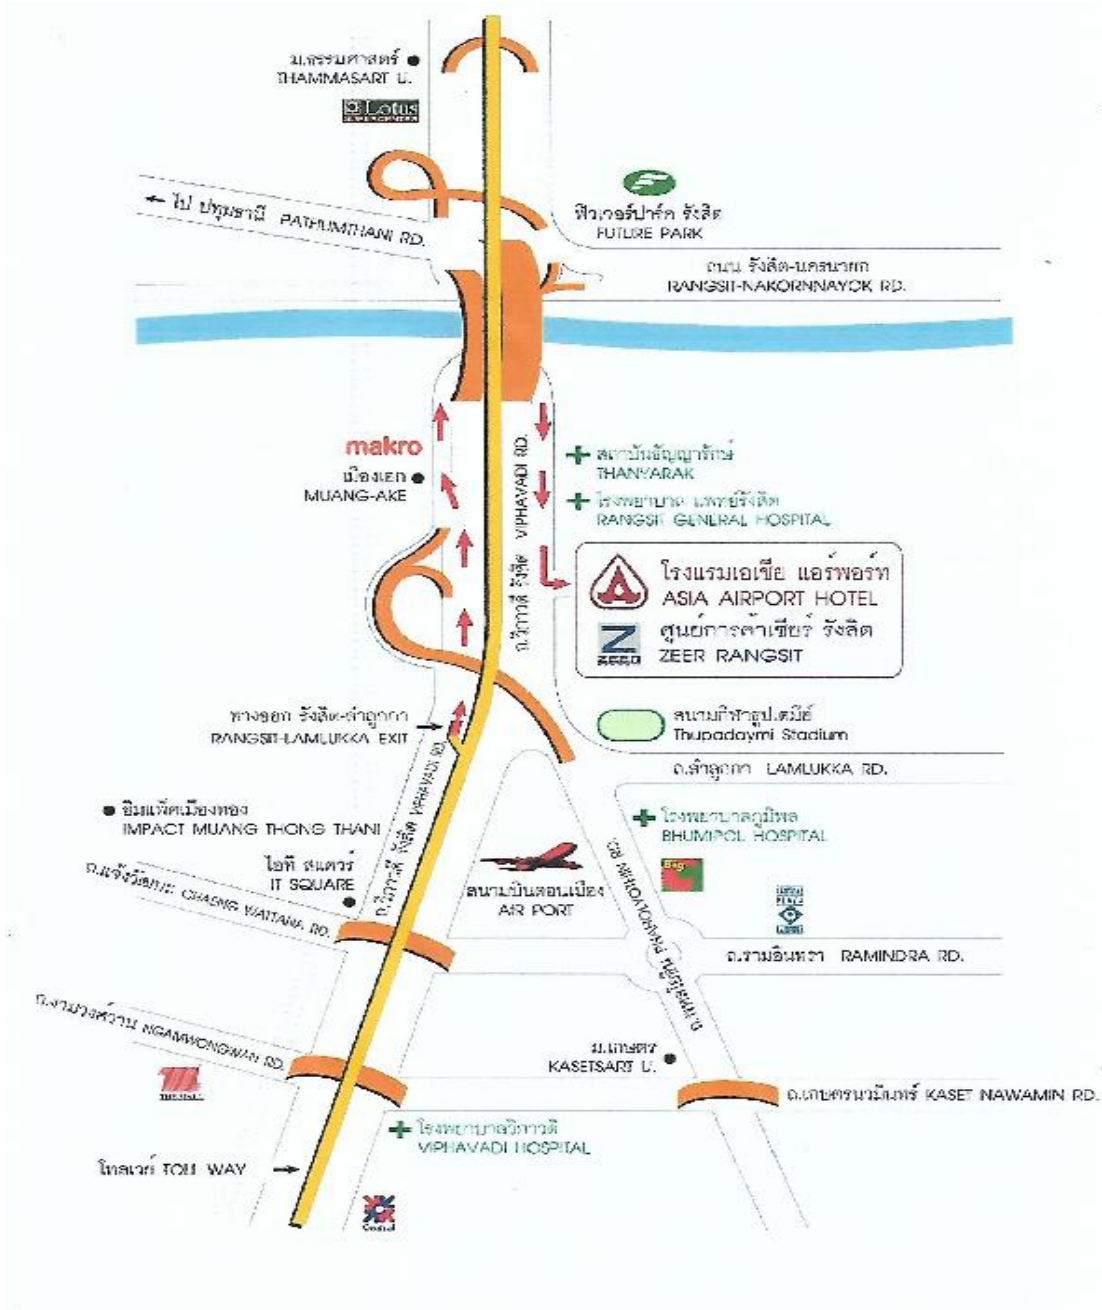 ม.ธรรมศาสตร์
THAMMASART U.
Lotus
← ไป ปทุมธานี PATHUMTHANI RD.
ฟิวเจอร์ปาร์ค รังสิต
FUTURE PARK
ถนน รังสิต-นครนายก
RANGSIT-NAKORNNAYOK RD.
makro
เมืองเอก
MUANG-AKE
ถ.วิภาวดี รังสิต VIPHAVADI RD.
สถาบันธัญญารักษ์
THANYARAK
โรงพยาบาล แพทย์รังสิต
RANGSIT GENERAL HOSPITAL
โรงแรมเอเชีย แอร์พอร์ท
ASIA AIRPORT HOTEL
ศูนย์การค้าเซียร์ รังสิต
ZEER RANGSIT
ZEER
ทางออก รังสิต-ลำลูกกา
RANGSIT-LAMLUKKA EXIT
สนามกีฬาธูปะเตมีย์
Thupadaymi Stadium
ถ.ลำลูกกา LAMLUKKA RD.
ถ.วิภาวดี รังสิต VIPHAVADI RD.
อิมแพ็คเมืองทอง
IMPACT MUANG THONG THANI
โรงพยาบาลภูมิพล
BHUMIPOL HOSPITAL
ไอที สแควร์
IT SQUARE
ถ.แจ้งวัฒนะ CHAENG WATTANA RD.
สนามบินดอนเมือง
AIR PORT
Big
ถ.พหลโยธิน PHAHOLYOTHIN RD.
ถ.รามอินทรา RAMINDRA RD.
ถ.งามวงศ์วาน NGAMWONGWAN RD.
ม.เกษตร
KASETSART U.
ถ.เกษตรนวมินทร์ KASET NAWAMIN RD.
โรงพยาบาลวิภาวดี
VIPHAVADI HOSPITAL
โทลเวย์ TOLL WAY
Central